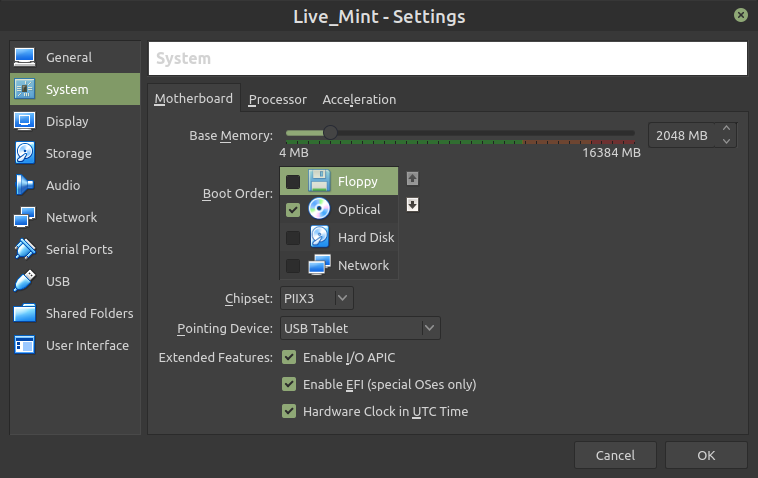 Live_Mint - Settings
General
System
Display
Storage
Audio
Network
Serial Ports
USB
Shared Folders
User Interface
System
Motherboard Processor Acceleration
Base Memory: 2048 MB
4 MB 16384 MB
Boot Order:
Floppy
Optical
Hard Disk
Network
Chipset: PIIX3
Pointing Device: USB Tablet
Extended Features: Enable I/O APIC
Enable EFI (special OSes only)
Hardware Clock in UTC Time
Cancel OK